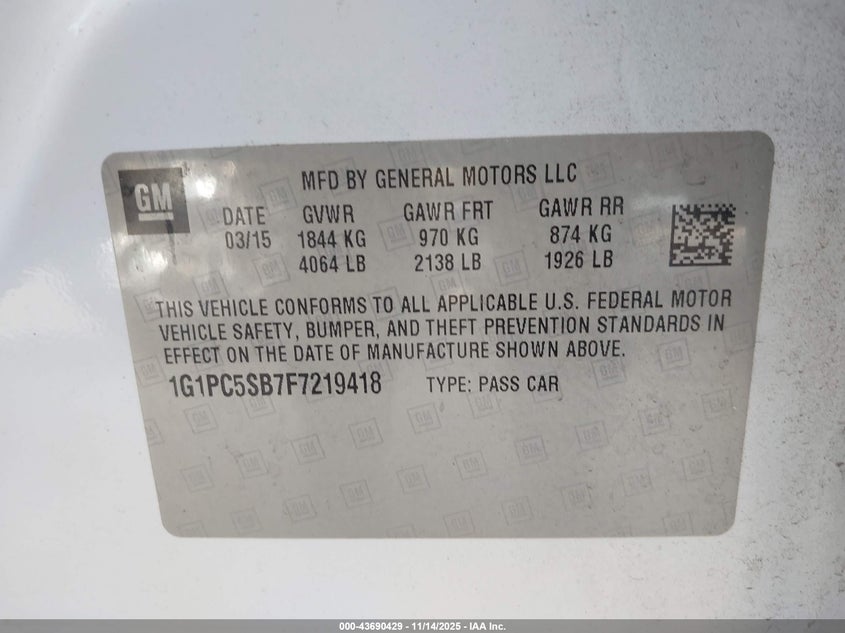 GM
MFD BY GENERAL MOTORS LLC
DATE GVWR GAWR FRT GAWR RR
03/15 1844 KG 970 KG 874 KG
4064 LB 2138 LB 1926 LB
THIS VEHICLE CONFORMS TO ALL APPLICABLE U.S. FEDERAL MOTOR
VEHICLE SAFETY, BUMPER, AND THEFT PREVENTION STANDARDS IN
EFFECT ON THE DATE OF MANUFACTURE SHOWN ABOVE.
1G1PC5SB7F7219418 TYPE: PASS CAR
000-43690429 - 11/14/2025 - IAA Inc.